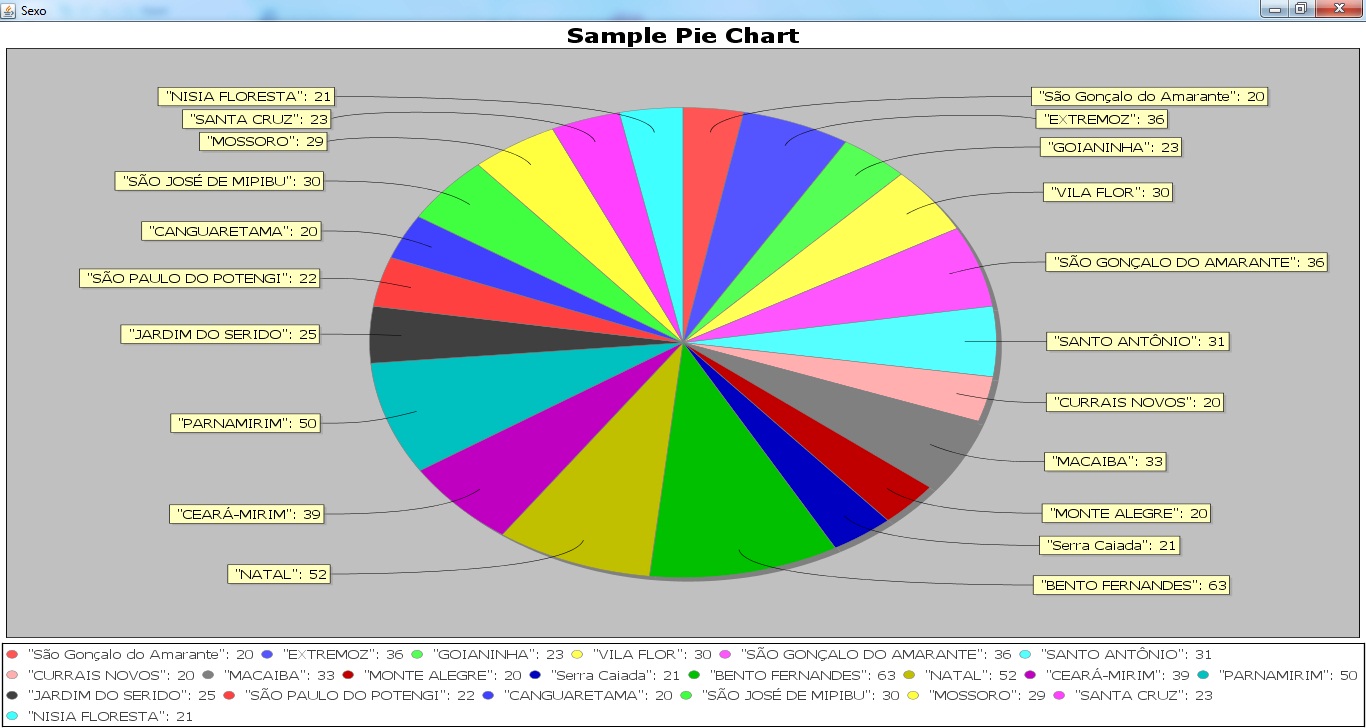 Sexo
Sample Pie Chart
"NISIA FLORESTA": 21
"SANTA CRUZ": 23
"MOSSORO": 29
"SÃO JOSÉ DE MIPIBU": 30
"CANGUARETAMA": 20
"SÃO PAULO DO POTENGI": 22
"JARDIM DO SERIDO": 25
"PARNAMIRIM": 50
"CEARÁ-MIRIM": 39
"NATAL": 52
"São Gonçalo do Amarante": 20
"EXTREMOZ": 36
"GOIANINHA": 23
"VILA FLOR": 30
"SÃO GONÇALO DO AMARANTE": 36
"SANTO ANTÔNIO": 31
"CURRAIS NOVOS": 20
"MACAIBA": 33
"MONTE ALEGRE": 20
"Serra Caiada": 21
"BENTO FERNANDES": 63
"São Gonçalo do Amarante": 20 "EXTREMOZ": 36 "GOIANINHA": 23 "VILA FLOR": 30 "SÃO GONÇALO DO AMARANTE": 36 "SANTO ANTÔNIO": 31
"CURRAIS NOVOS": 20 "MACAIBA": 33 "MONTE ALEGRE": 20 "Serra Caiada": 21 "BENTO FERNANDES": 63 "NATAL": 52 "CEARÁ-MIRIM": 39 "PARNAMIRIM": 50
"JARDIM DO SERIDO": 25 "SÃO PAULO DO POTENGI": 22 "CANGUARETAMA": 20 "SÃO JOSÉ DE MIPIBU": 30 "MOSSORO": 29 "SANTA CRUZ": 23
"NISIA FLORESTA": 21